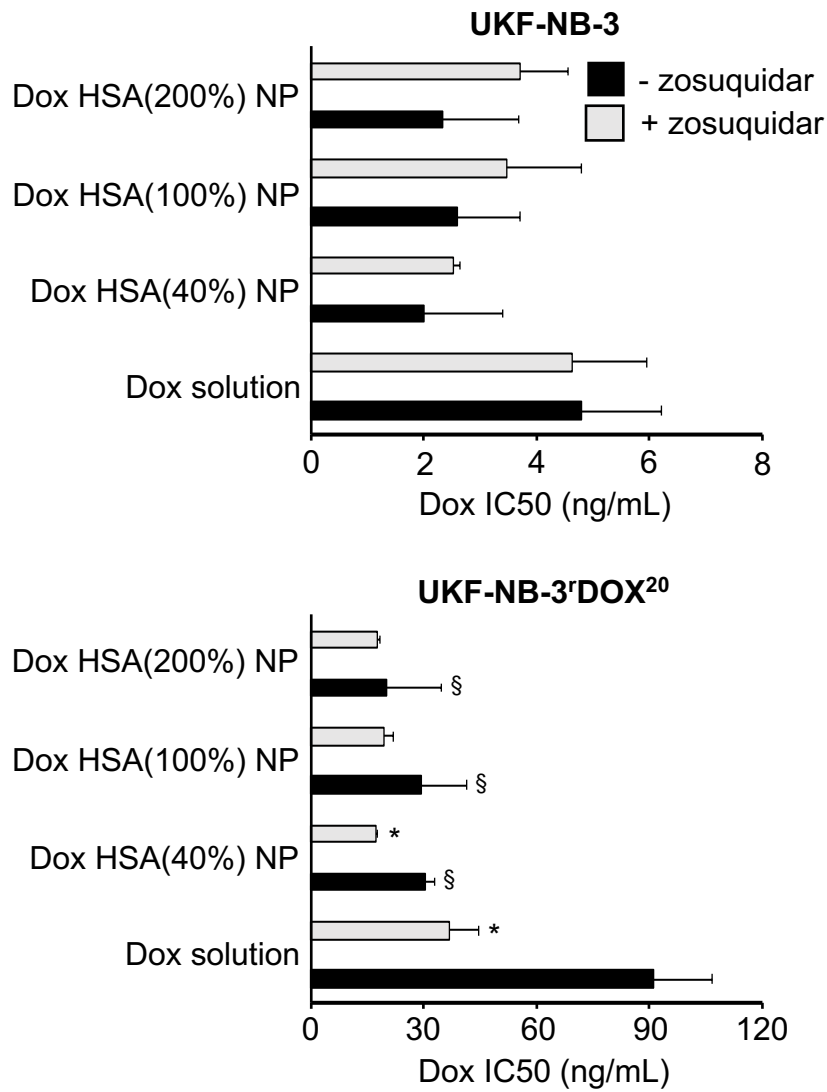 UKF-NB-3
- zosuquidar
+ zosuquidar
Dox HSA(200%) NP
Dox HSA(100%) NP
Dox HSA(40%) NP
Dox solution
0 2 4 6 8
Dox IC50 (ng/mL)
UKF-NB-3ʳDOX²⁰
Dox HSA(200%) NP
§
Dox HSA(100%) NP
§
Dox HSA(40%) NP
*
§
Dox solution
*
0 30 60 90 120
Dox IC50 (ng/mL)